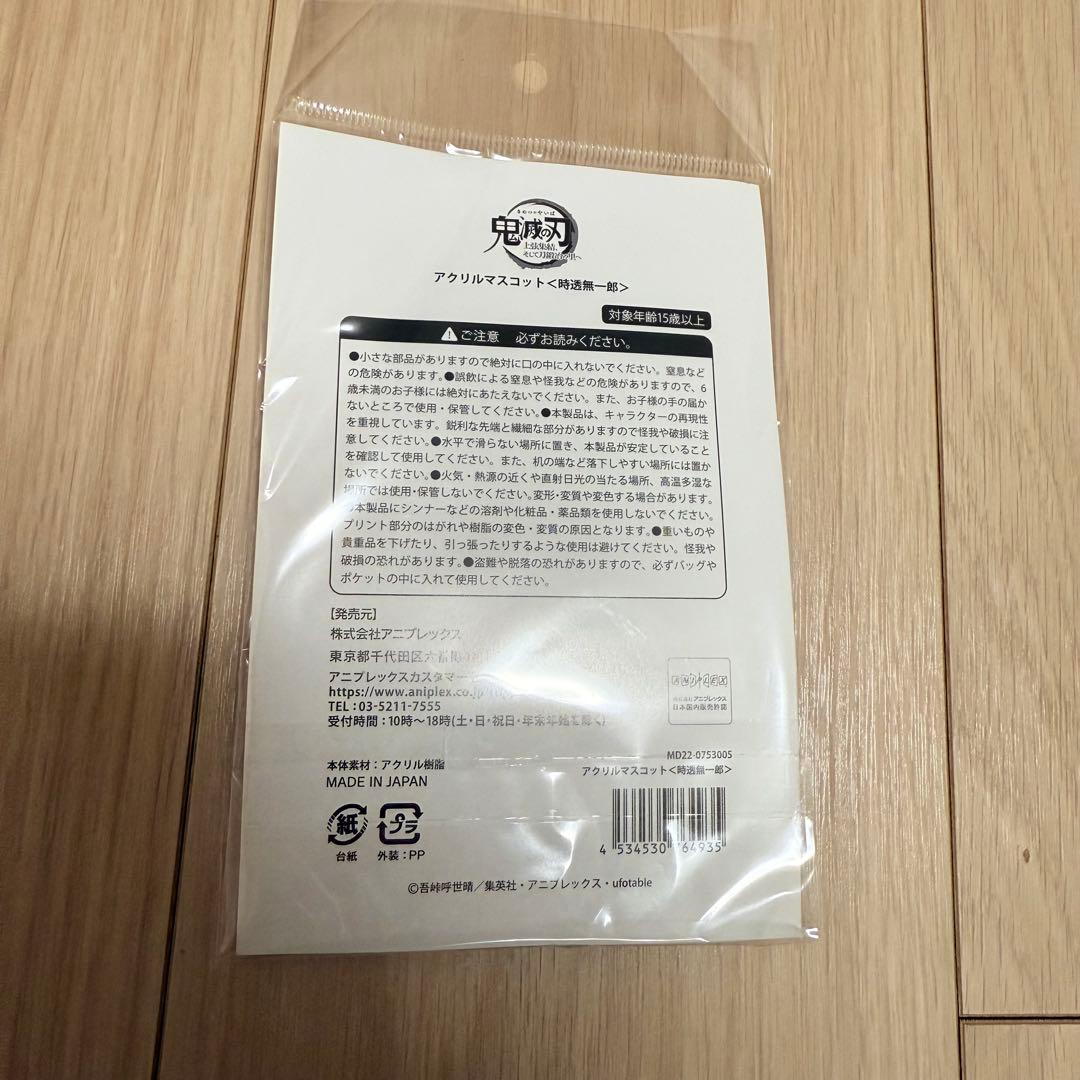 きめつのやいば
鬼滅の刃
上弦集結、
そして刀鍛冶の里へ
アクリルマスコット＜時透無一郎＞
対象年齢15歳以上
ご注意　必ずお読みください。
●小さな部品がありますので絶対に口の中に入れないでください。窒息など
の危険があります。●誤飲による窒息や怪我などの危険がありますので、6
歳未満のお子様には絶対にあたえないでください。また、お子様の手の届か
ないところで使用・保管してください。●本製品は、キャラクターの再現性
を重視しています。鋭利な先端と繊細な部分がありますので怪我や破損に注
意してください。●水平で滑らない場所に置き、本製品が安定していること
を確認して使用してください。また、机の端など落下しやすい場所には置か
ないでください。●火気・熱源の近くや直射日光の当たる場所、高温多湿な
場所では使用・保管しないでください。変形・変質や変色する場合があります。
●本製品にシンナーなどの溶剤や化粧品・薬品類を使用しないでください。
プリント部分のはがれや樹脂の変色・変質の原因となります。●重いものや
貴重品を下げたり、引っ張ったりするような使用は避けてください。怪我や
破損の恐れがあります。●盗難や脱落の恐れがありますので、必ずバッグや
ポケットの中に入れて使用してください。
【発売元】
株式会社アニプレックス
東京都千代田区六番町
アニプレックスカスタマー
https://www.aniplex.co.jp
TEL：03-5211-7555
受付時間：10時～18時(土・日・祝日・年末年始を除く)
ANIPLEX
株式会社アニプレックス
日本国内販売許諾
本体素材：アクリル樹脂
MADE IN JAPAN
MD22-0753005
アクリルマスコット＜時透無一郎＞
紙
台紙
プラ
外装：PP
4 534530 764935
©吾峠呼世晴／集英社・アニプレックス・ufotable